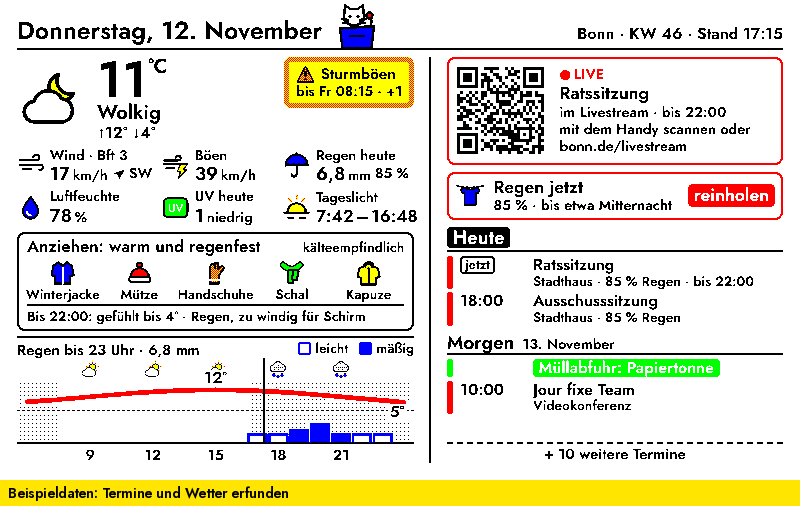 Donnerstag, 12. November
Bonn · KW 46 · Stand 17:15
11°C
Wolkig
↑12° ↓4°
Sturmböen
bis Fr 08:15 · +1
Wind · Bft 3
17 km/h SW
Böen
39 km/h
Regen heute
6,8 mm 85 %
Luftfeuchte
78 %
UV
UV heute
1 niedrig
Tageslicht
7:42 – 16:48
Anziehen: warm und regenfest
kälteempfindlich
Winterjacke
Mütze
Handschuhe
Schal
Kapuze
Bis 22:00: gefühlt bis 4° · Regen, zu windig für Schirm
Regen bis 23 Uhr · 6,8 mm
leicht
mäßig
12°
5°
9 12 15 18 21
LIVE
Ratssitzung
im Livestream · bis 22:00
mit dem Handy scannen oder
bonn.de/livestream
Regen jetzt
85 % · bis etwa Mitternacht
reinholen
Heute
jetzt
Ratssitzung
Stadthaus · 85 % Regen · bis 22:00
18:00
Ausschusssitzung
Stadthaus · 85 % Regen
Morgen 13. November
Müllabfuhr: Papiertonne
10:00
Jour fixe Team
Videokonferenz
+ 10 weitere Termine
Beispieldaten: Termine und Wetter erfunden